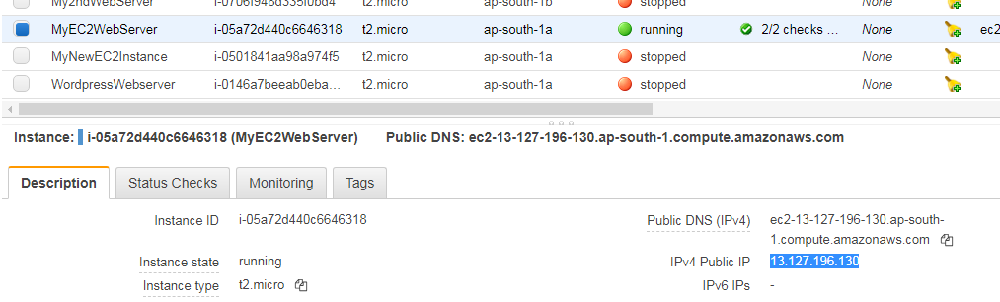 My2ndWebServer i-0706f948d335f0bd4 t2.micro ap-south-1b stopped None
MyEC2WebServer i-05a72d440c6646318 t2.micro ap-south-1a running 2/2 checks ... None ec2
MyNewEC2Instance i-0501841aa98a974f5 t2.micro ap-south-1a stopped None
WordpressWebserver i-0146a7beeab0eba... t2.micro ap-south-1a stopped None
Instance: i-05a72d440c6646318 (MyEC2WebServer) Public DNS: ec2-13-127-196-130.ap-south-1.compute.amazonaws.com
Description Status Checks Monitoring Tags
Instance ID i-05a72d440c6646318 Public DNS (IPv4) ec2-13-127-196-130.ap-south-
1.compute.amazonaws.com
Instance state running IPv4 Public IP 13.127.196.130
Instance type t2.micro IPv6 IPs -